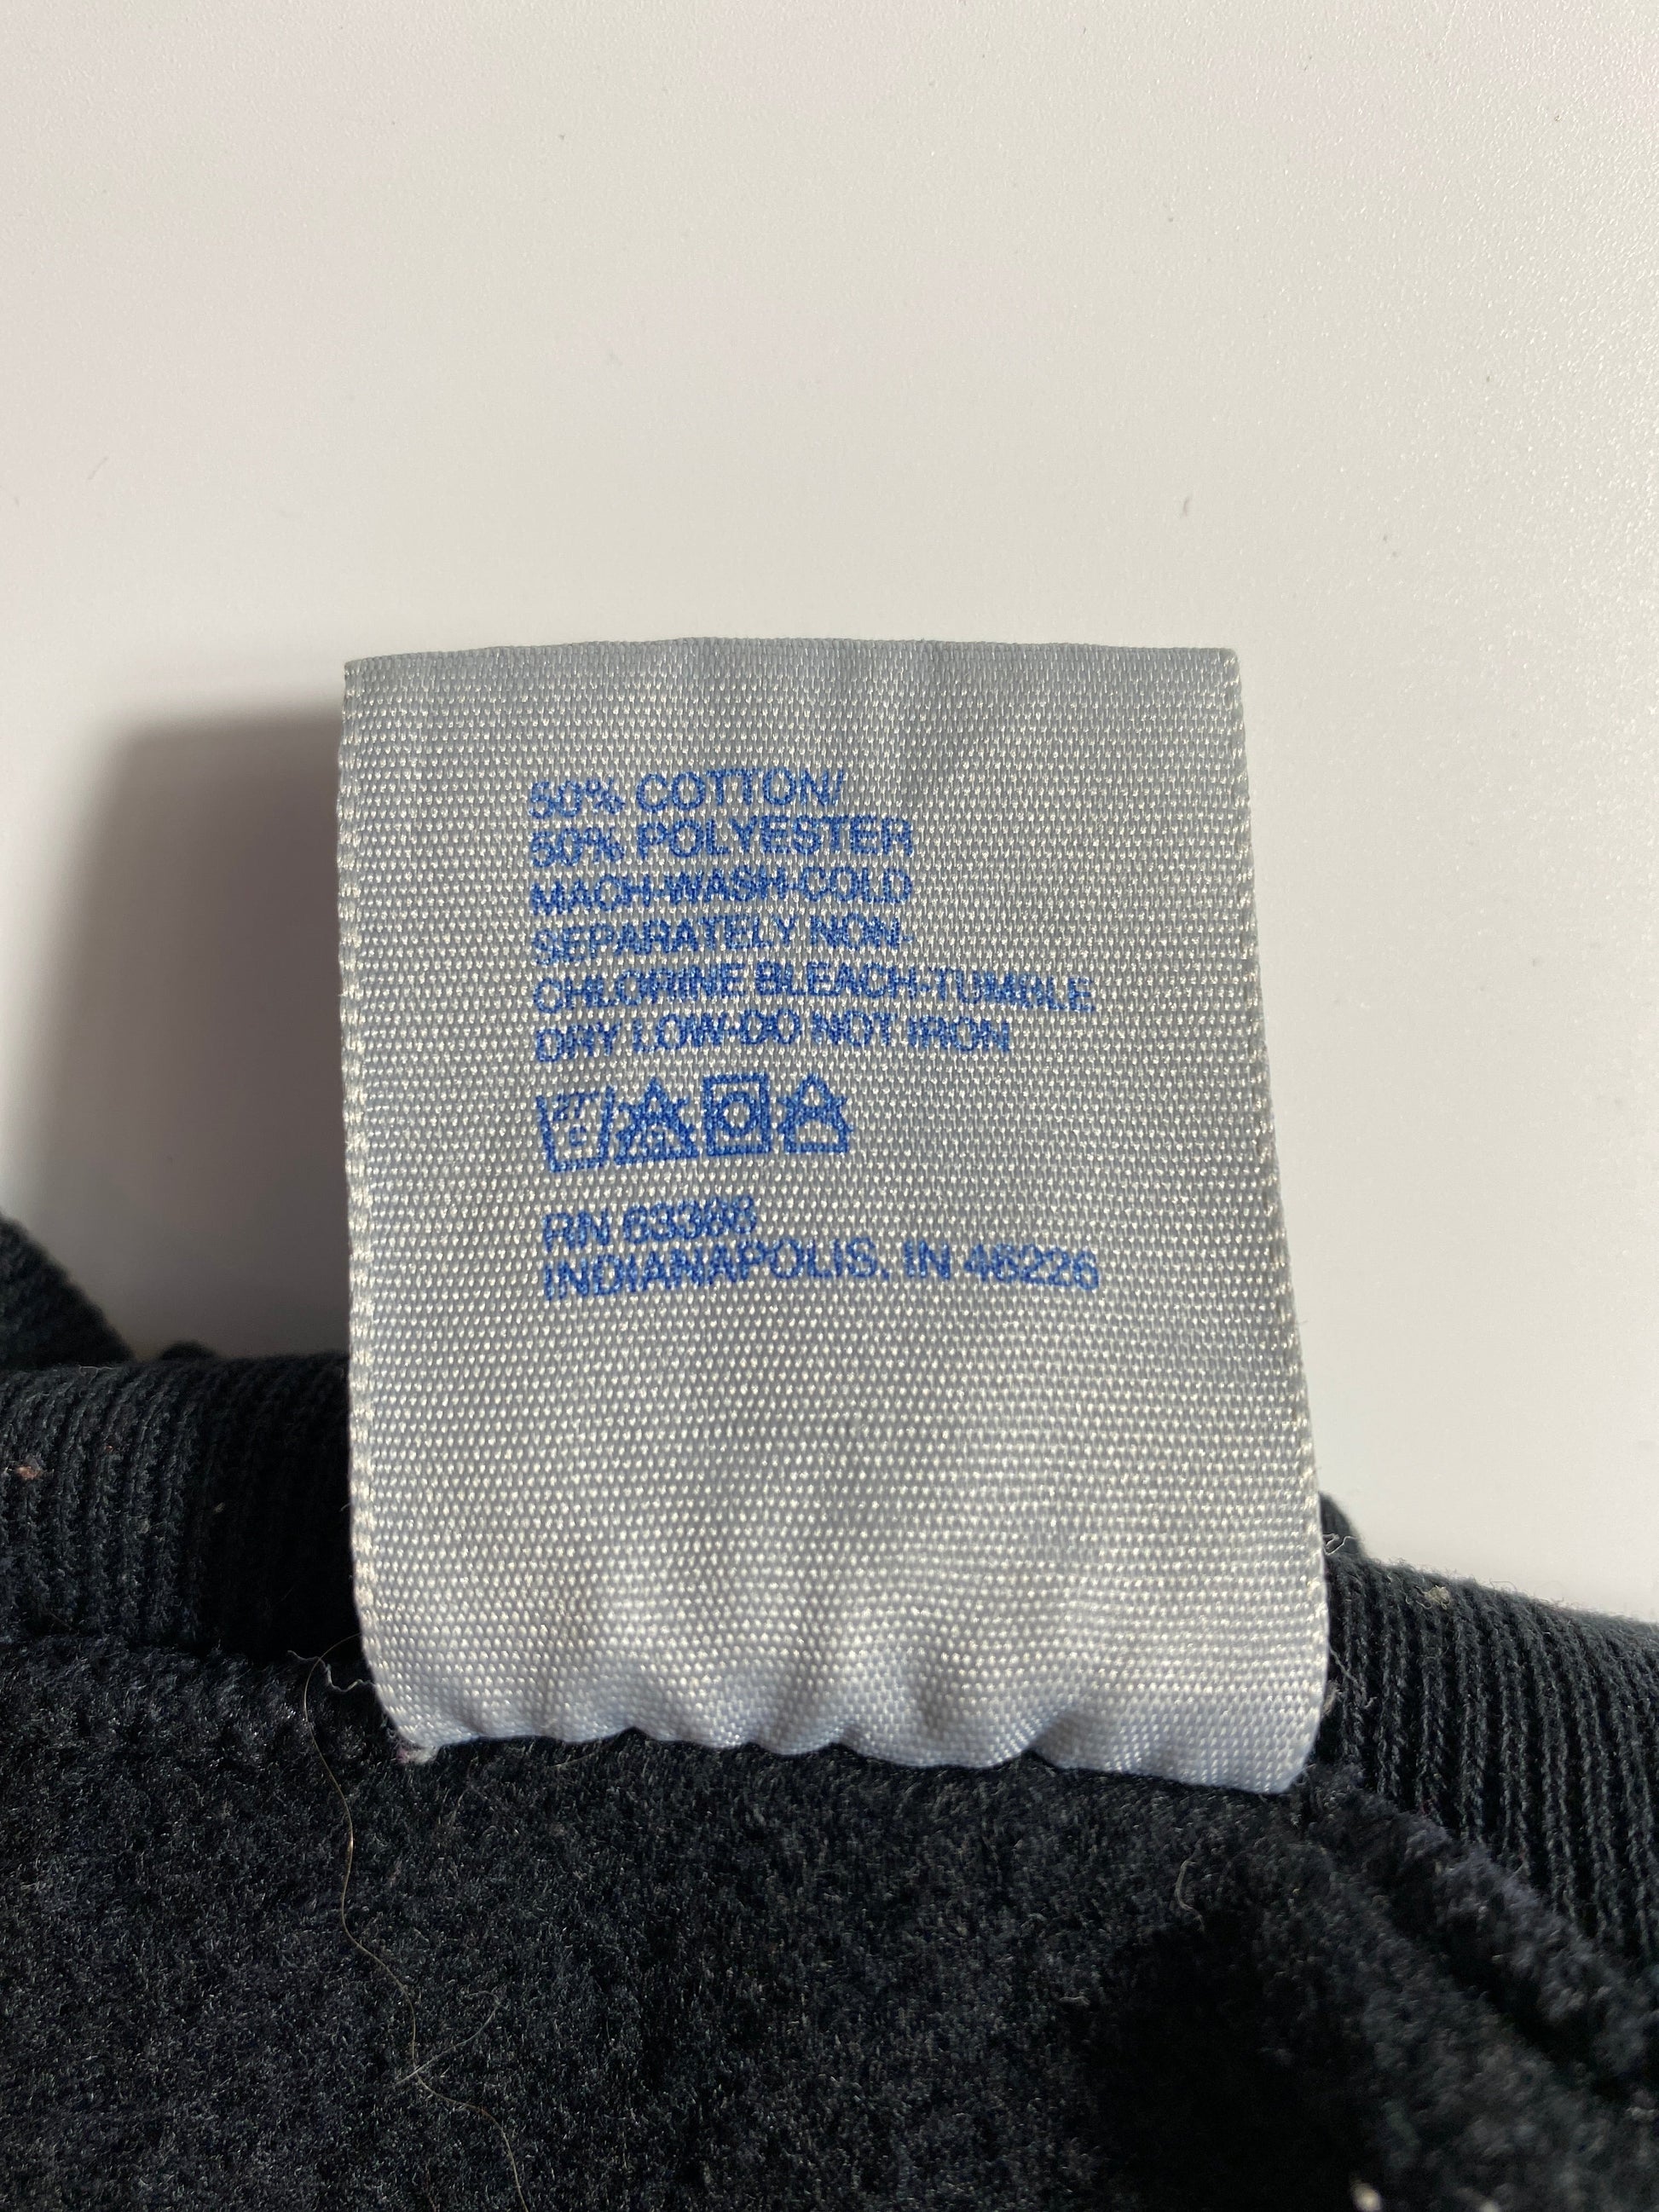 50% COTTON/
50% POLYESTER
MACH-WASH-COLD
SEPARATELY NON-
CHLORINE BLEACH-TUMBLE
DRY LOW-DO NOT IRON
RN 63388
INDIANAPOLIS, IN 46226